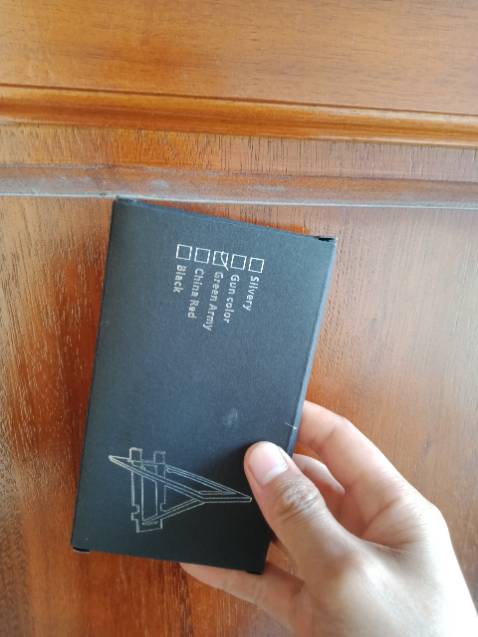 Silvery
Gun color
Green Army
China Red
Black